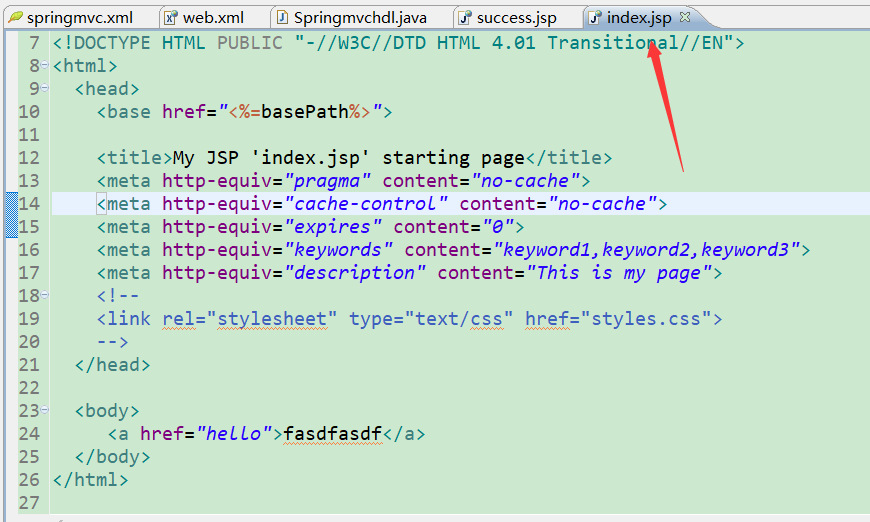 springmvc.xml web.xml Springmvchdl.java success.jsp index.jsp
7 <!DOCTYPE HTML PUBLIC "-//W3C//DTD HTML 4.01 Transitional//EN">
8 <html>
9 <head>
10 <base href="<%=basePath%>">
11
12 <title>My JSP 'index.jsp' starting page</title>
13 <meta http-equiv="pragma" content="no-cache">
14 <meta http-equiv="cache-control" content="no-cache">
15 <meta http-equiv="expires" content="0">
16 <meta http-equiv="keywords" content="keyword1,keyword2,keyword3">
17 <meta http-equiv="description" content="This is my page">
18 <!--
19 <link rel="stylesheet" type="text/css" href="styles.css">
20 -->
21 </head>
22
23 <body>
24 <a href="hello">fasdfasdf</a>
25 </body>
26 </html>
27